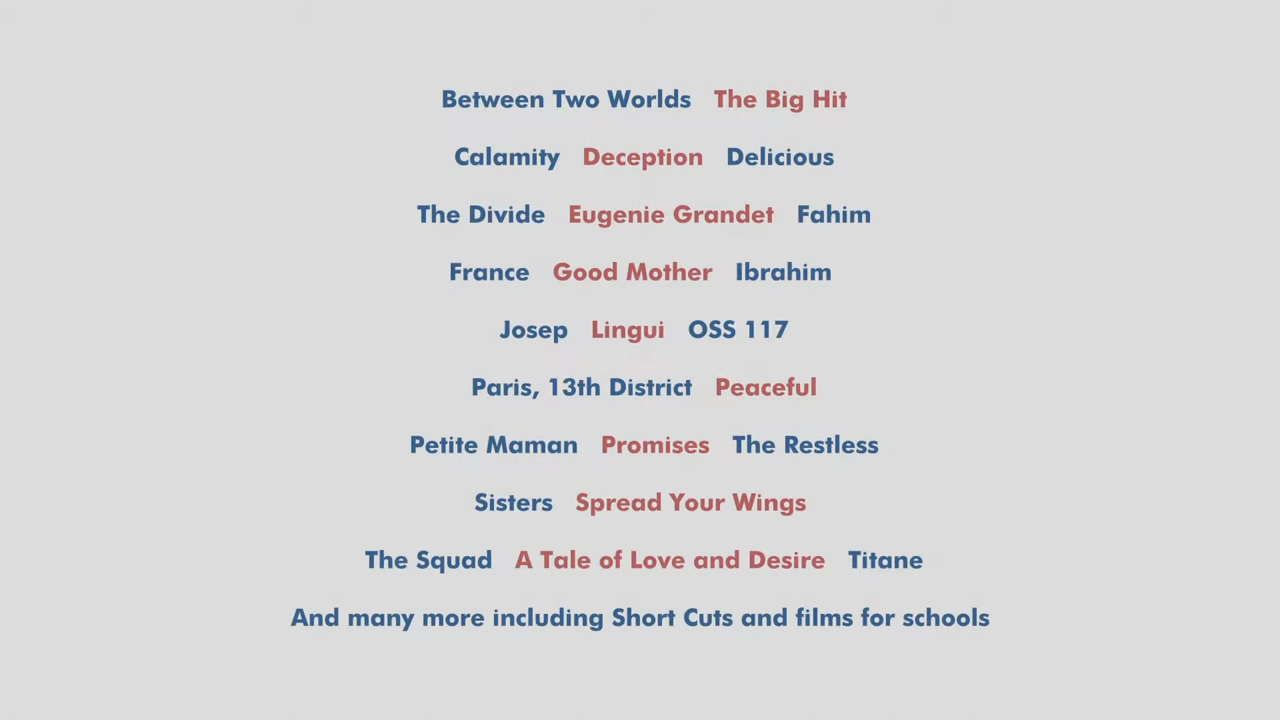 Between Two Worlds The Big Hit
Calamity Deception Delicious
The Divide Eugenie Grandet Fahim
France Good Mother Ibrahim
Josep Lingui OSS 117
Paris, 13th District Peaceful
Petite Maman Promises The Restless
Sisters Spread Your Wings
The Squad A Tale of Love and Desire Titane
And many more including Short Cuts and films for schools